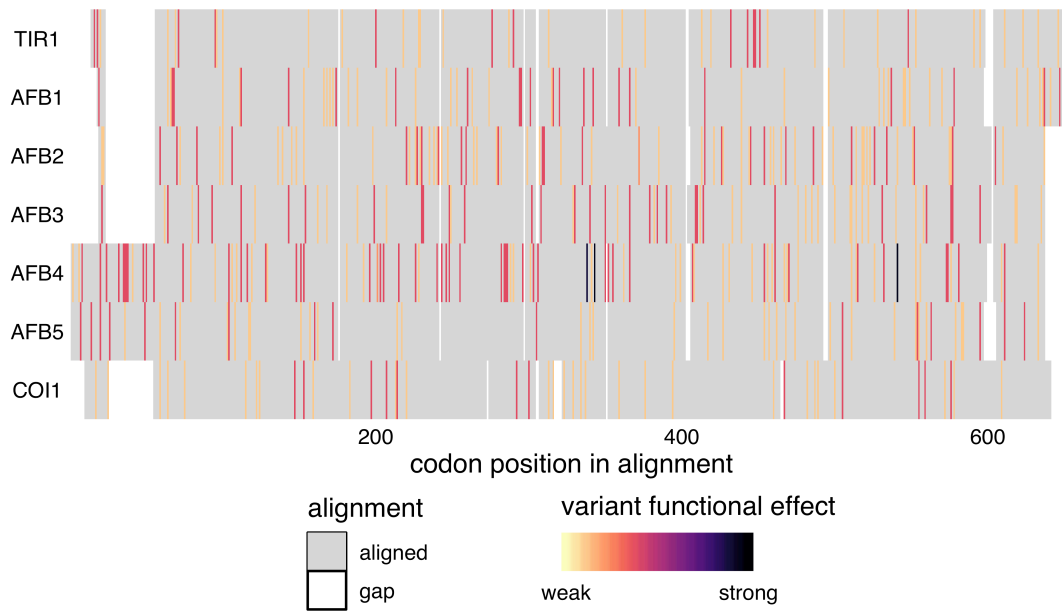 TIR1
AFB1
AFB2
AFB3
AFB4
AFB5
COI1
200 400 600
codon position in alignment
alignment
aligned
gap
variant functional effect
weak strong